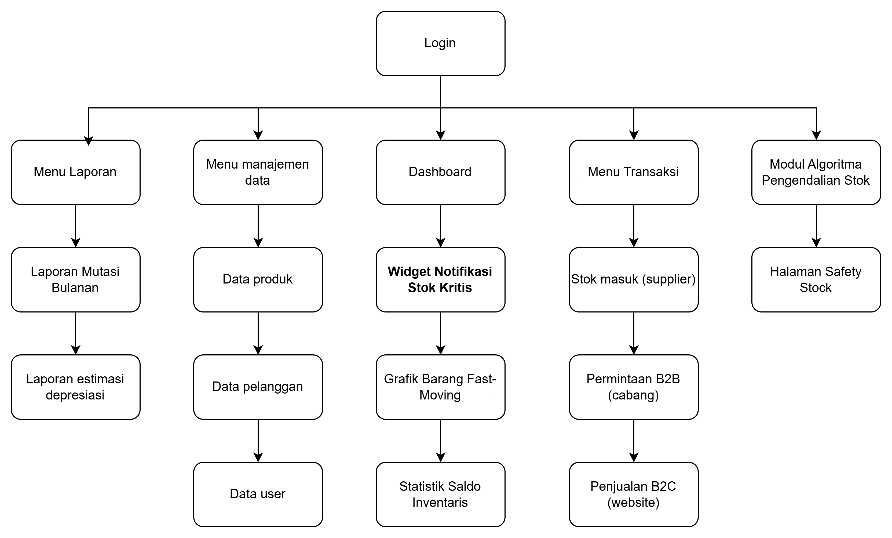 Login
Menu Laporan
Menu manajemen
data
Dashboard
Menu Transaksi
Modul Algoritma
Pengendalian Stok
Laporan Mutasi
Bulanan
Data produk
Widget Notifikasi
Stok Kritis
Stok masuk (supplier)
Halaman Safety
Stock
Laporan estimasi
depresiasi
Data pelanggan
Grafik Barang Fast-
Moving
Permintaan B2B
(cabang)
Data user
Statistik Saldo
Inventaris
Penjualan B2C
(website)